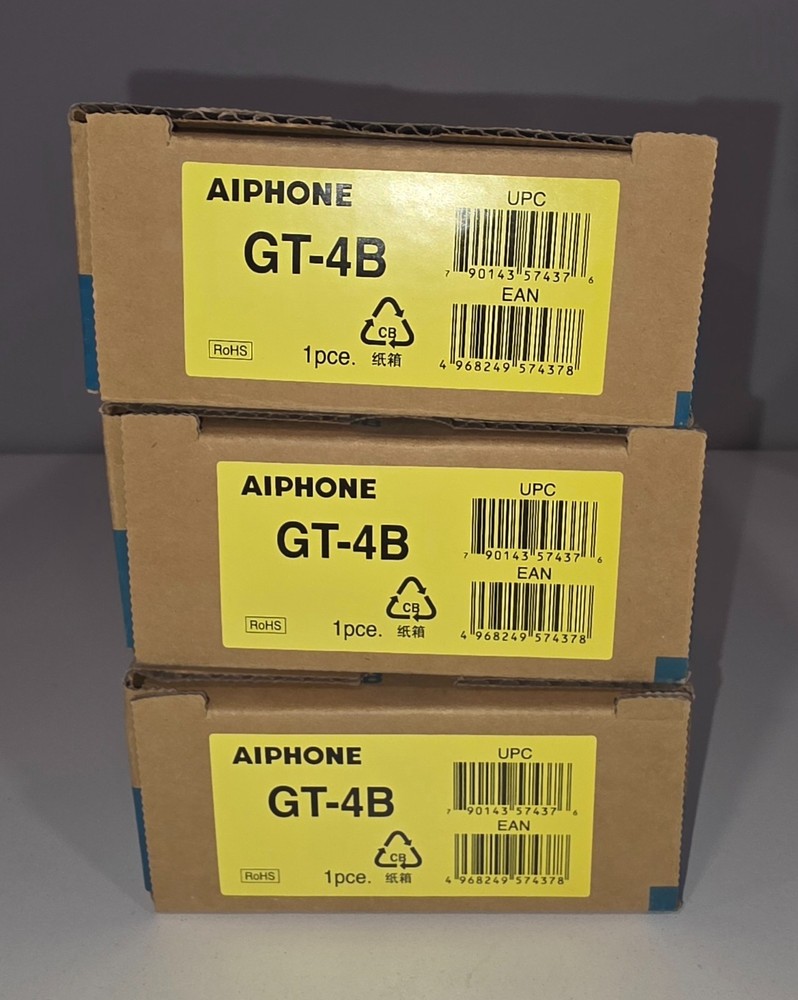 AIPHONE
GT-4B
RoHS
1pce.
CB
纸箱
UPC
7 90143 57437 6
EAN
4 968249 574378
AIPHONE
GT-4B
RoHS
1pce.
CB
纸箱
UPC
7 90143 57437 6
EAN
4 968249 574378
AIPHONE
GT-4B
RoHS
1pce.
CB
纸箱
UPC
7 90143 57437 6
EAN
4 968249 574378